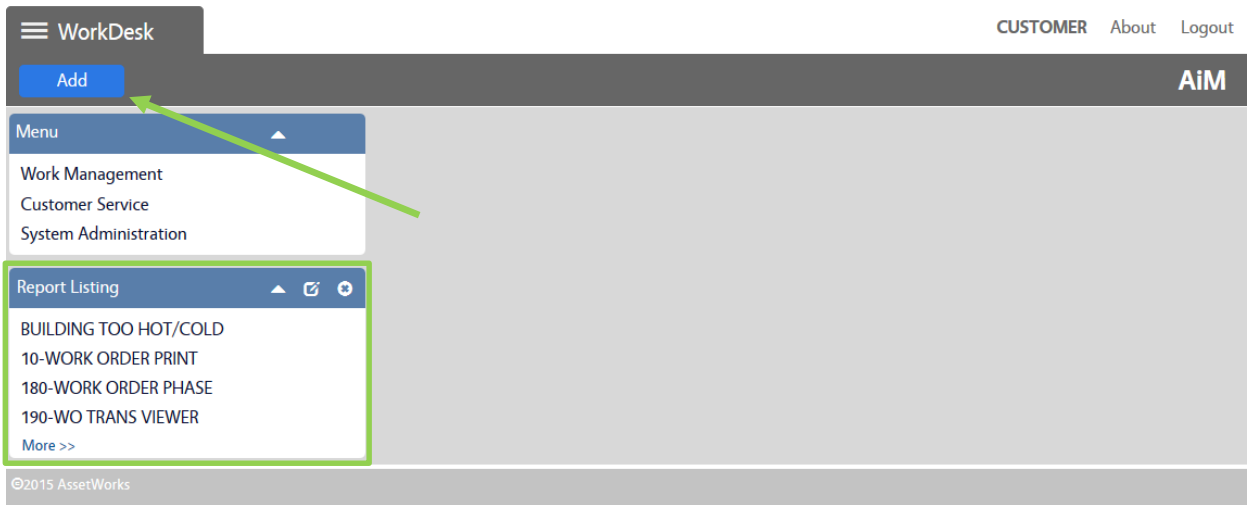 WorkDesk
CUSTOMER About Logout
Add
AiM
Menu
Work Management
Customer Service
System Administration
Report Listing
BUILDING TOO HOT/COLD
10-WORK ORDER PRINT
180-WORK ORDER PHASE
190-WO TRANS VIEWER
More >>
©2015 AssetWorks